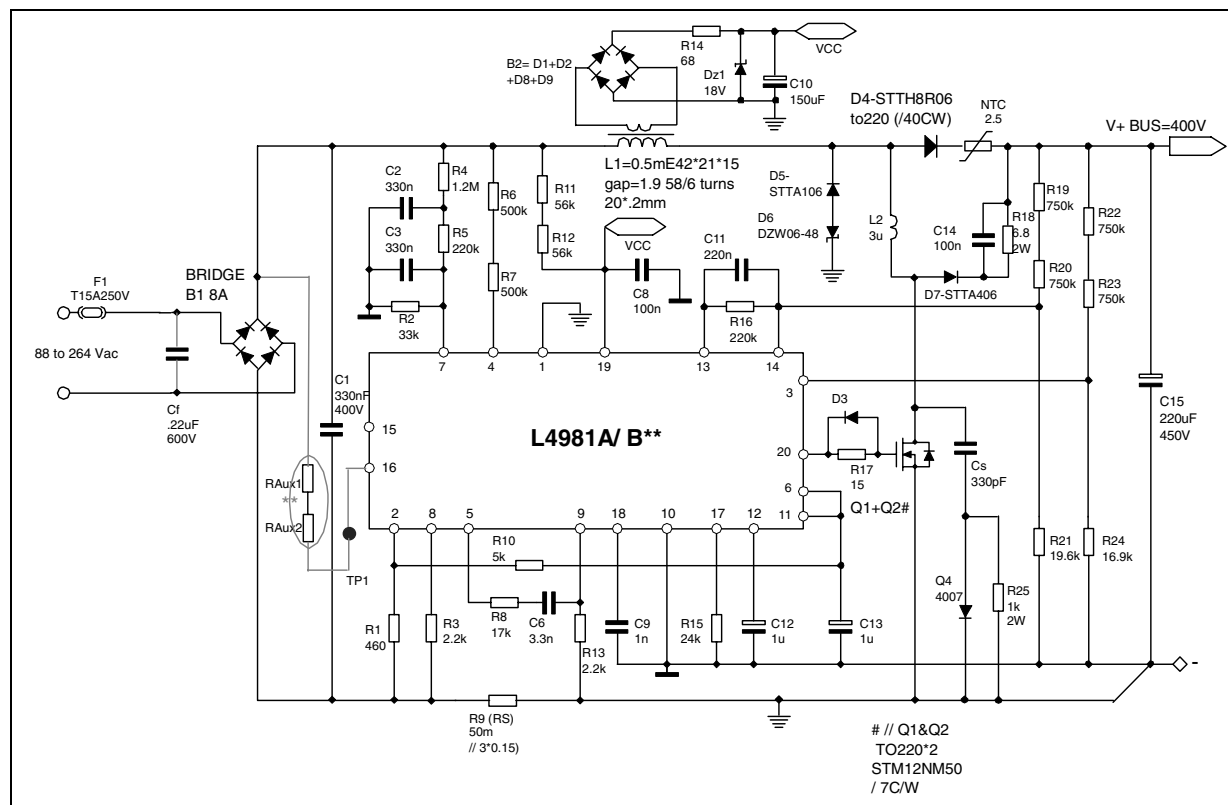 B2= D1+D2
+D8+D9
R14
68
Dz1
18V
C10
150uF
VCC
D4-STTH8R06
to220 (/40CW)
NTC
2.5
V+ BUS=400V
L1=0.5mE42*21*15
gap=1.9 58/6 turns
20*.2mm
C2
330n
R4
1.2M
R6
500k
R11
56k
C3
330n
R5
220k
R12
56k
VCC
C11
220n
D5-
STTA106
D6
DZW06-48
L2
3u
C14
100n
R18
6.8
2W
R19
750k
R22
750k
R7
500k
C8
100n
R2
33k
R16
220k
D7-STTA406
R20
750k
R23
750k
F1
T15A250V
BRIDGE
B1 8A
88 to 264 Vac
Cf
.22uF
600V
C1
330nF
400V
7
4
1
19
13
14
3
15
16
L4981A/ B**
20
6
11
D3
R17
15
Q1+Q2#
Cs
330pF
C15
220uF
450V
RAux1
**
RAux2
TP1
2
8
5
9
18
10
17
12
R10
5k
R21
19.6k
R24
16.9k
R1
460
R3
2.2k
R8
17k
C6
3.3n
R13
2.2k
C9
1n
R15
24k
C12
1u
C13
1u
Q4
4007
R25
1k
2W
-
R9 (RS)
50m
// 3*0.15)
# // Q1&Q2
TO220*2
STM12NM50
/ 7C/W